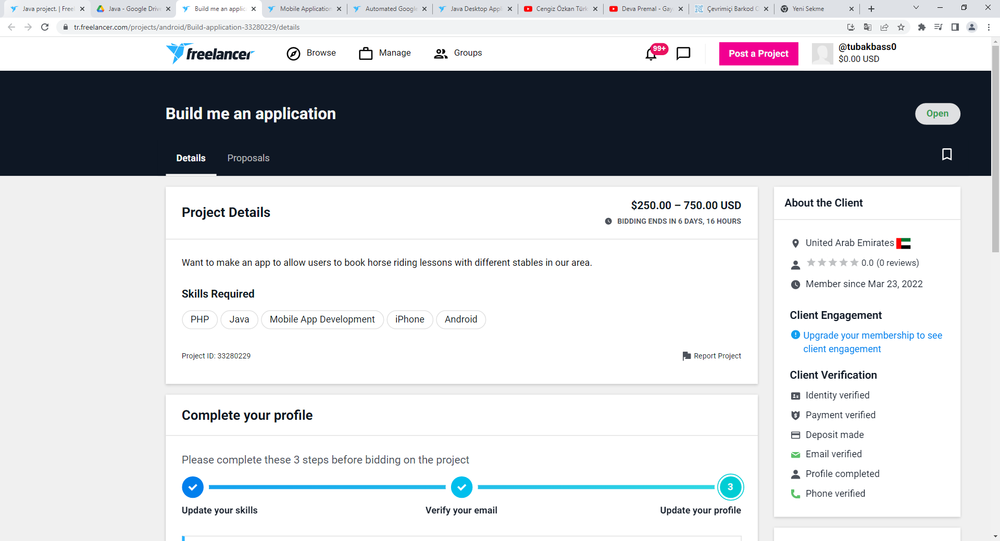 Java project. | Free
Java - Google Drive
Build me an applic
Mobile Application
Automated Google
Java Desktop Appl
Cengiz Özkan Türk
Deva Premal - Gay
Çevrimiçi Barkod O
Yeni Sekme
tr.freelancer.com/projects/android/Build-application-33280229/details
freelancer
Browse
Manage
Groups
99+
Post a Project
@tubakbass0
$0.00 USD
Build me an application
Open
Details
Proposals
Project Details
$250.00 – 750.00 USD
BIDDING ENDS IN 6 DAYS, 16 HOURS
Want to make an app to allow users to book horse riding lessons with different stables in our area.
Skills Required
PHP
Java
Mobile App Development
iPhone
Android
Project ID: 33280229
Report Project
Complete your profile
Please complete these 3 steps before bidding on the project
3
Update your skills
Verify your email
Update your profile
About the Client
United Arab Emirates
0.0 (0 reviews)
Member since Mar 23, 2022
Client Engagement
Upgrade your membership to see
client engagement
Client Verification
Identity verified
Payment verified
Deposit made
Email verified
Profile completed
Phone verified